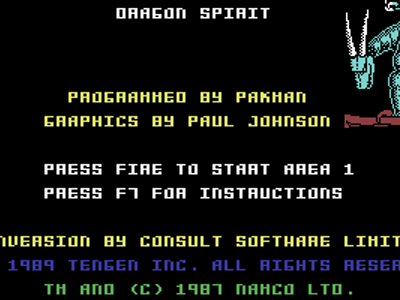 DRAGON SPIRIT
PROGRAMMED BY PAKMAN
GRAPHICS BY PAUL JOHNSON
PRESS FIRE TO START AREA 1
PRESS F7 FOR INSTRUCTIONS
NVERSION BY CONSULT SOFTWARE LIMIT
1989 TENGEN INC. ALL RIGHTS RESER
TM AND (C) 1987 NAMCO LTD.